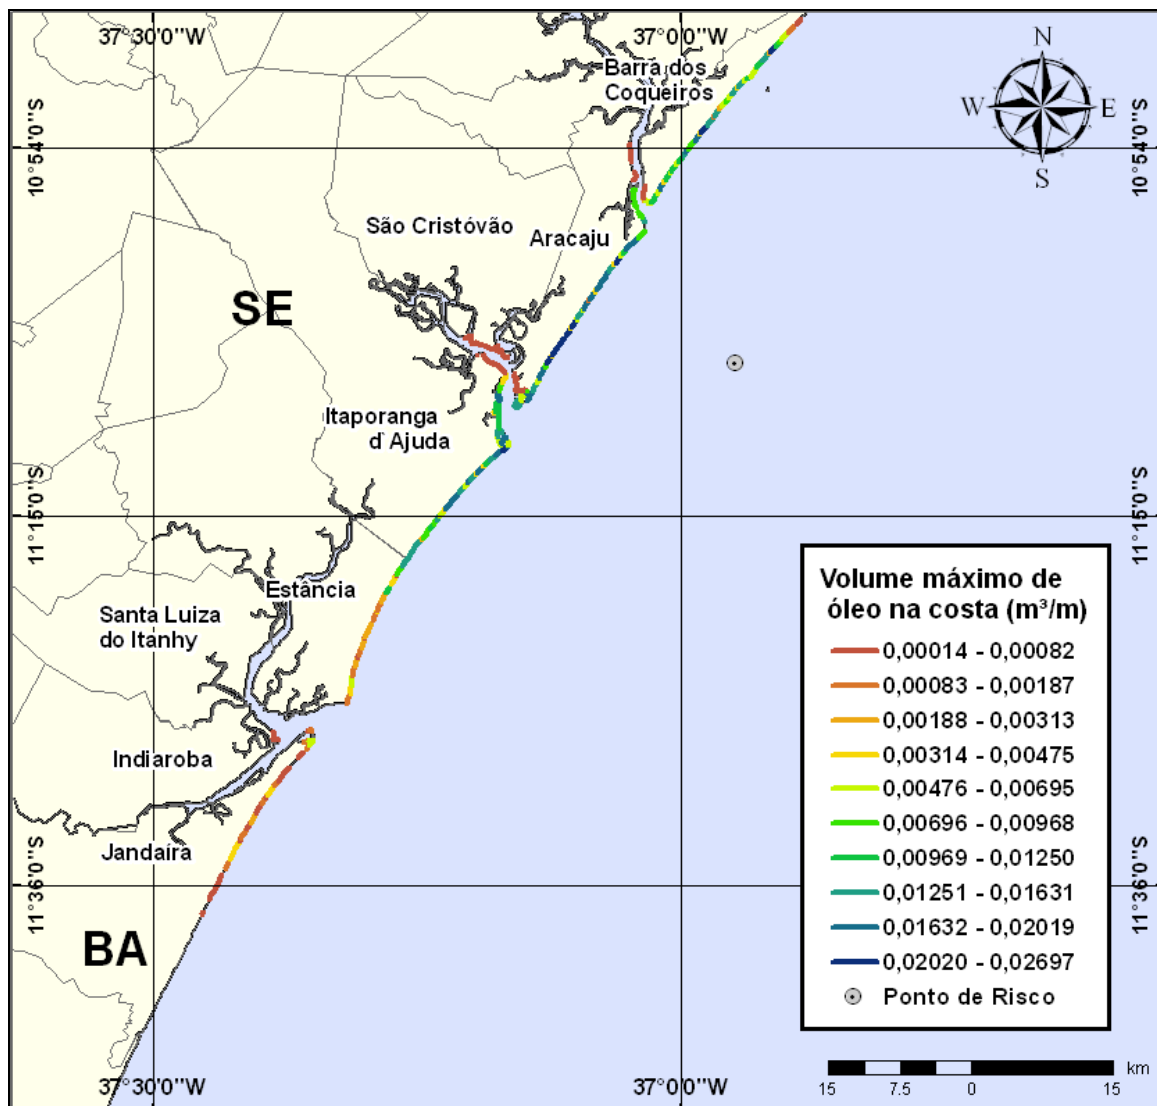 37°30'0"W
37°0'0"W
Barra dos
Coqueiros
N
W
E
S
10°54'0"S
10°54'0"S
São Cristóvão
Aracaju
SE
Itaporanga
d`Ajuda
11°15'0"S
11°15'0"S
Estância
Santa Luiza
do Itanhy
Indiaroba
Jandaíra
11°36'0"S
11°36'0"S
BA
Volume máximo de
óleo na costa (m³/m)
0,00014 - 0,00082
0,00083 - 0,00187
0,00188 - 0,00313
0,00314 - 0,00475
0,00476 - 0,00695
0,00696 - 0,00968
0,00969 - 0,01250
0,01251 - 0,01631
0,01632 - 0,02019
0,02020 - 0,02697
Ponto de Risco
37°30'0"W
37°0'0"W
km
15 7.5 0 15